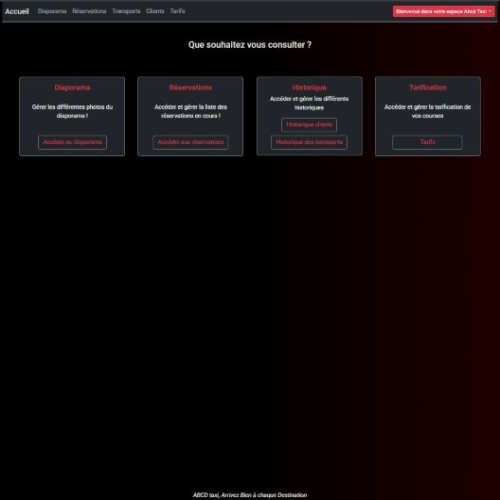 Accueil Diaporama Réservations Transports Clients Tarifs Bienvenue dans votre espace Atout Taxi
Que souhaitez vous consulter ?
Diaporama
Gérer les différentes photos du
diaporama !
Accéder au diaporama
Réservations
Accéder et gérer la liste des
réservations en cours !
Accéder aux réservations
Historique
Accéder et gérer les différents
historiques
Historique clients
Historique des transports
Tarification
Accéder et gérer la tarification de
vos courses
Tarifs
ABCD taxi, Arrivez Bien à chaque Destination